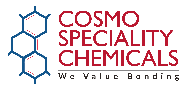 COSMO
SPECIALITY
CHEMICALS
We Value Bonding